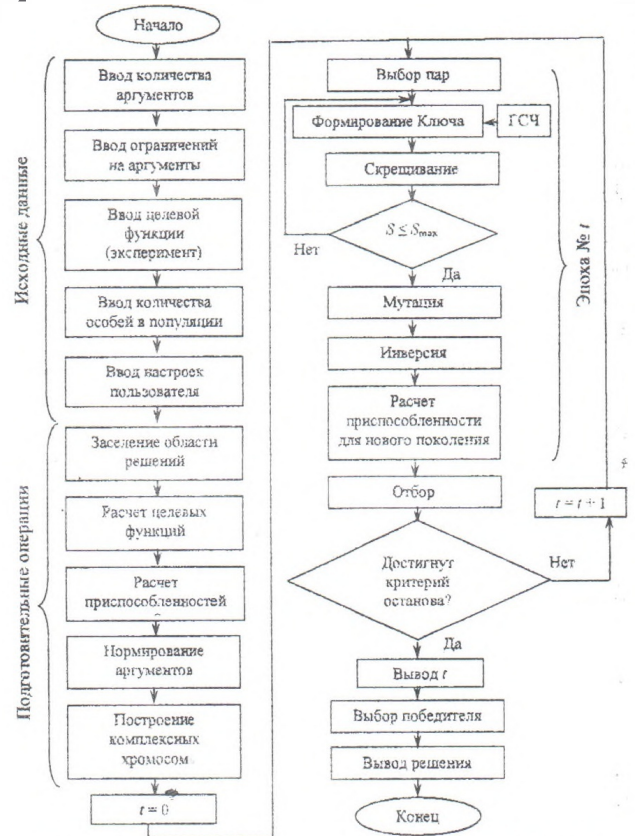 Начало
Исходные данные
Ввод количества
аргументов
Ввод ограничений
на аргументы
Ввод целевой
функции
(эксперимент)
Ввод количества
особей в популяции
Ввод настроек
пользователя
Подготовительные операции
Заселение области
решений
Расчет целевых
функций
Расчет
приспособленностей
Нормирование
аргументов
Построение
комплексных
хромосом
t = 0
Выбор пар
Формирование Ключа
ГСЧ
Скрещивание
S ≤ Smax
Нет
Да
Мутация
Инверсия
Расчет
приспособленности
для нового поколения
Эпоха № t
Отбор
t = t + 1
Достигнут
критерий
останова?
Нет
Да
Вывод t
Выбор победителя
Вывод решения
Конец